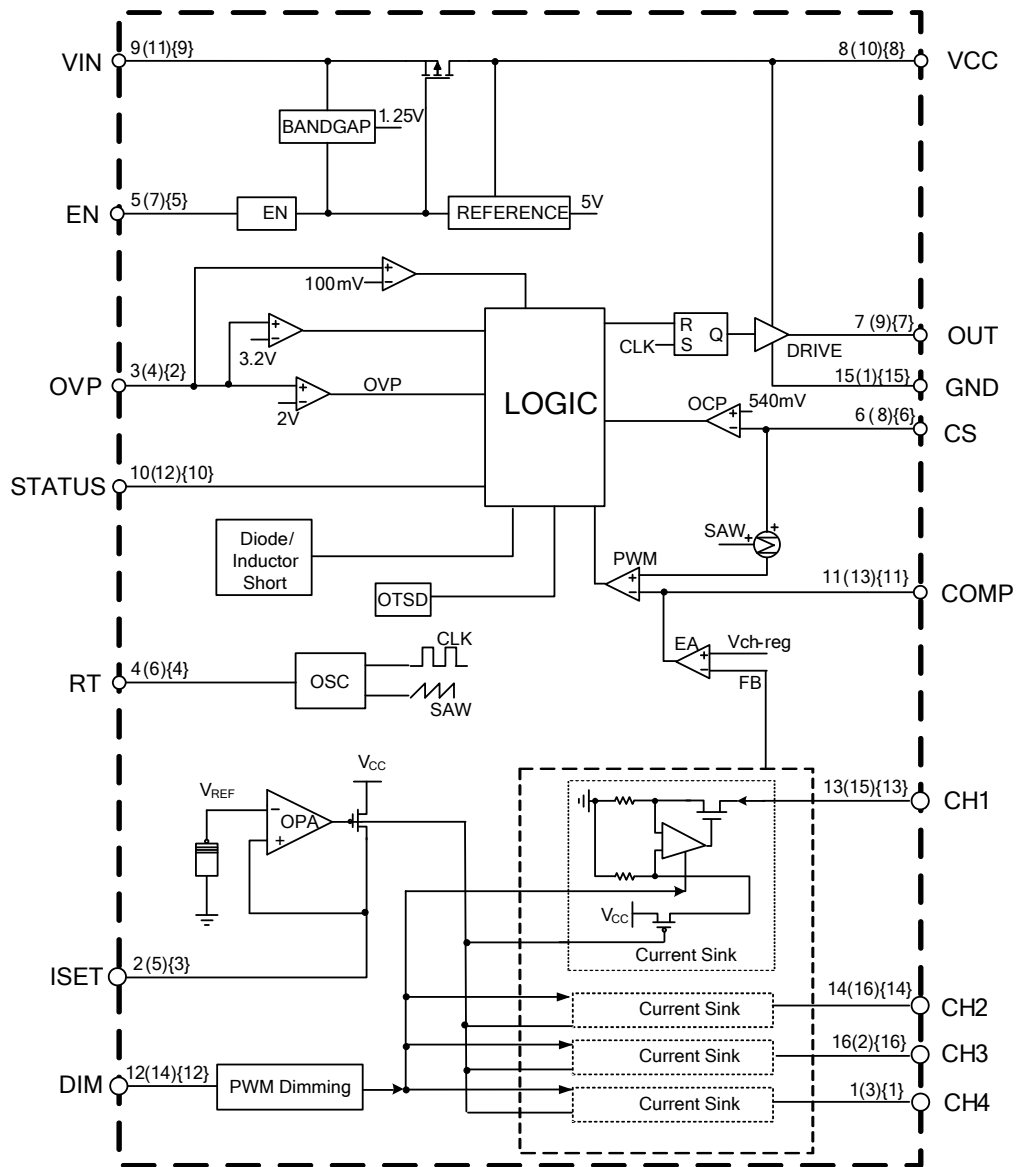 VIN 9(11){9} 8(10){8} VCC
1.25V
BANDGAP
EN 5(7){5} EN REFERENCE 5V
+
−
100mV
+
−
3.2V
R
S Q
CLK
DRIVE
7(9){7} OUT
OVP 3(4){2}
+
−
2V
OVP
LOGIC
15(1){15} GND
OCP
540mV
+
−
6(8){6} CS
STATUS 10(12){10}
Diode/
Inductor
Short
OTSD
SAW + +
Σ
PWM
+
−
11(13){11} COMP
EA
+
−
Vch-reg
FB
RT 4(6){4} OSC
CLK
SAW
VCC
VREF
−
+
OPA
13(15){13} CH1
VCC
Current Sink
ISET 2(5){3}
Current Sink 14(16){14} CH2
Current Sink 16(2){16} CH3
DIM 12(14){12} PWM Dimming
Current Sink 1(3){1} CH4